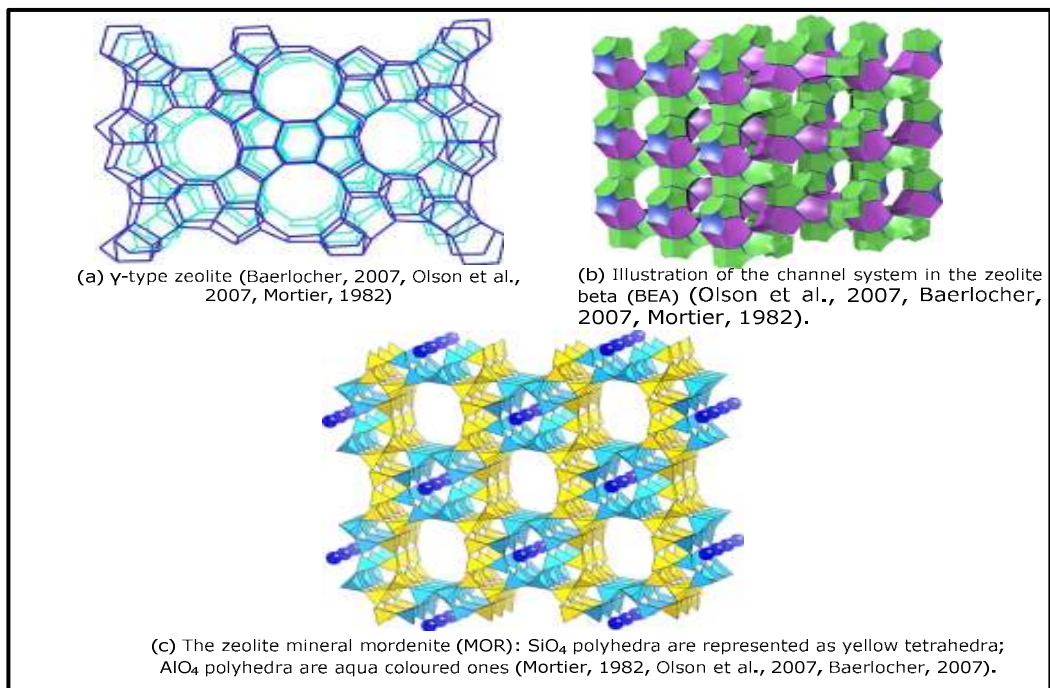 (a) γ-type zeolite (Baerlocher, 2007, Olson et al.,
2007, Mortier, 1982)
(b) Illustration of the channel system in the zeolite
beta (BEA) (Olson et al., 2007, Baerlocher,
2007, Mortier, 1982).
(c) The zeolite mineral mordenite (MOR): SiO₄ polyhedra are represented as yellow tetrahedra;
AlO₄ polyhedra are aqua coloured ones (Mortier, 1982, Olson et al., 2007, Baerlocher, 2007).